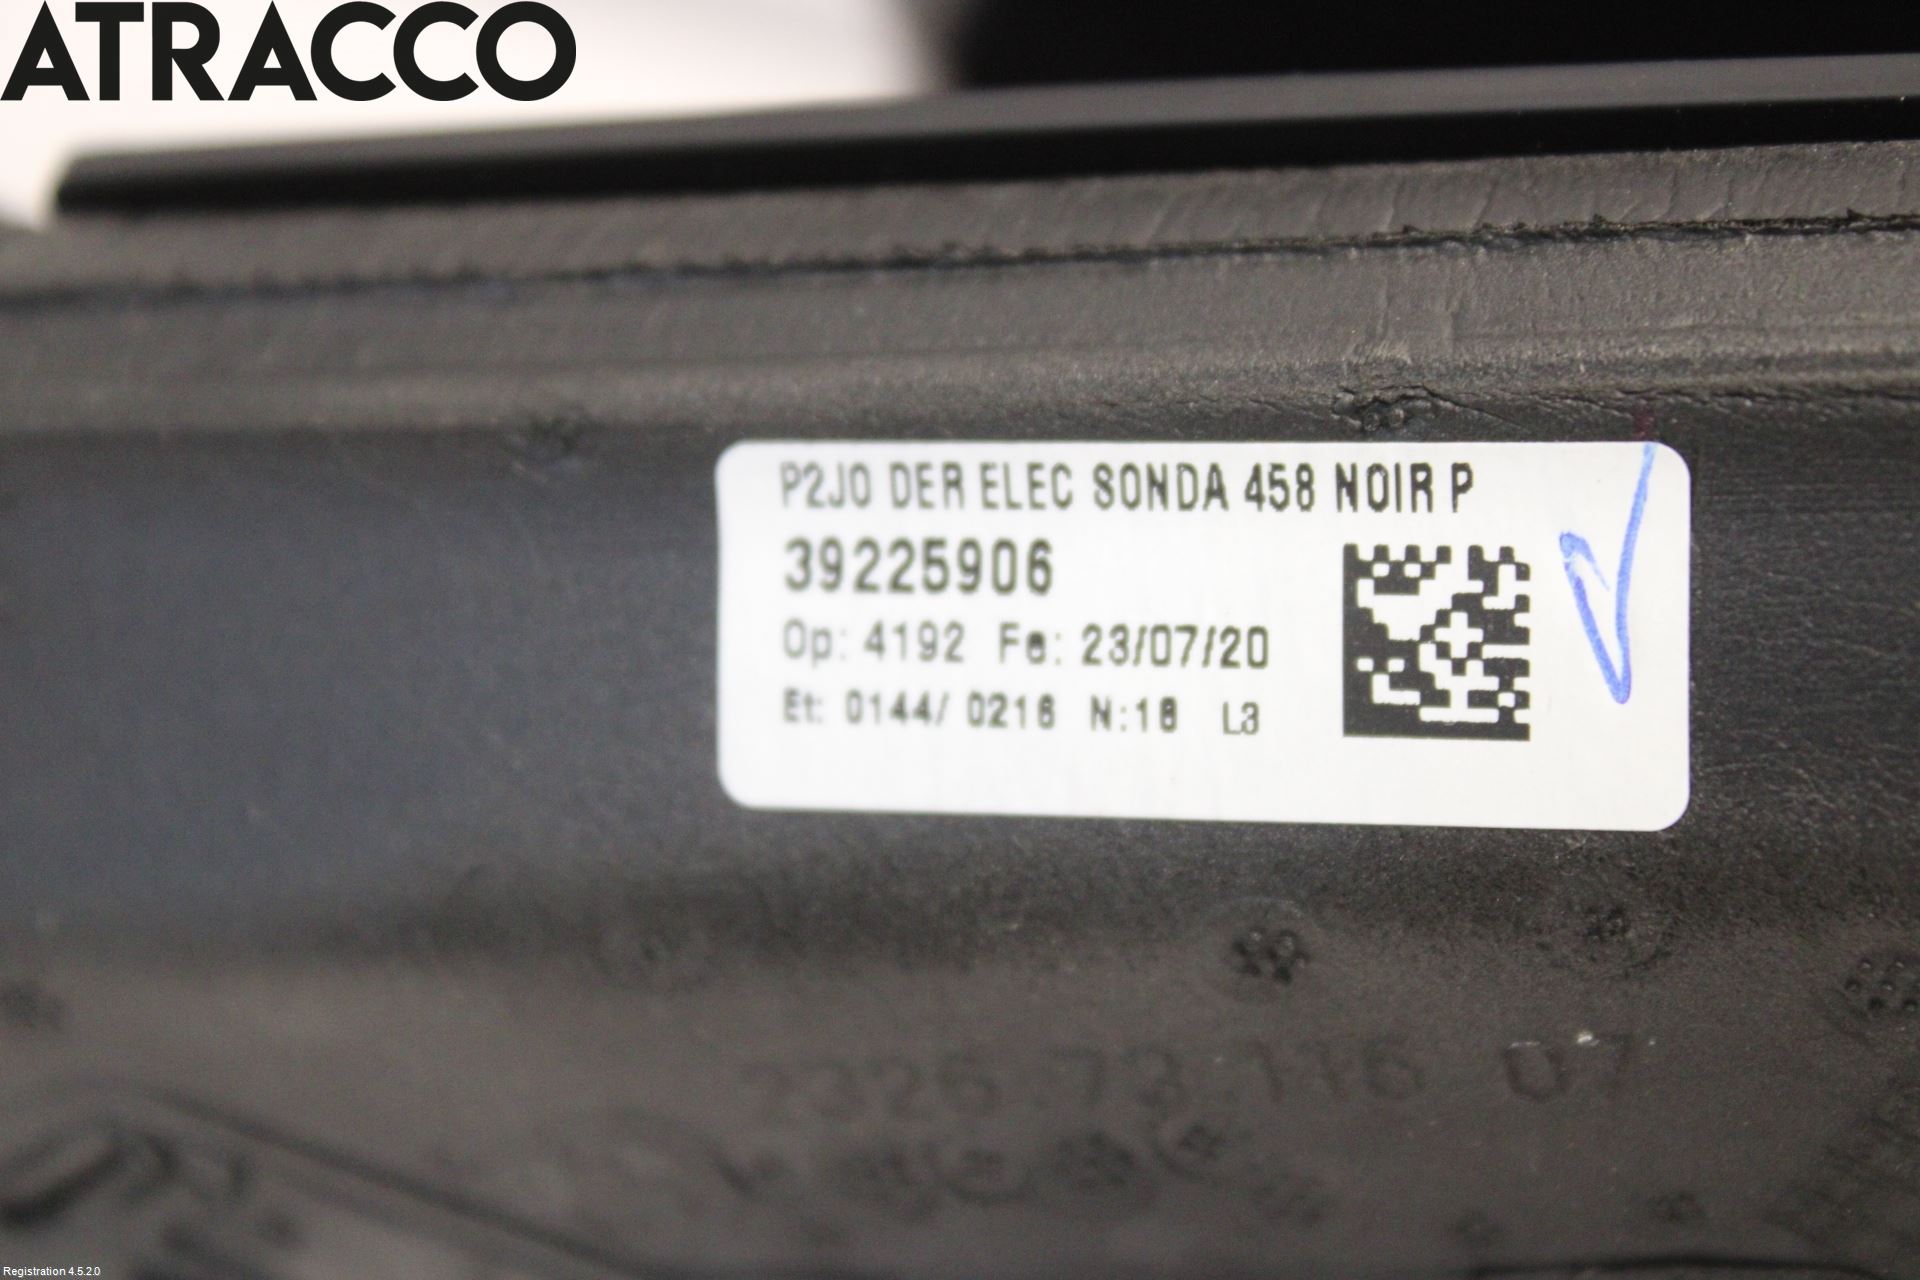 ATRACCO
P2J0 DER ELEC SONDA 458 NOIR P
39225906
Op: 4192 Fe: 23/07/20
Et: 0144/ 0216 N:18 L3
07
Registration 4.5.2.0